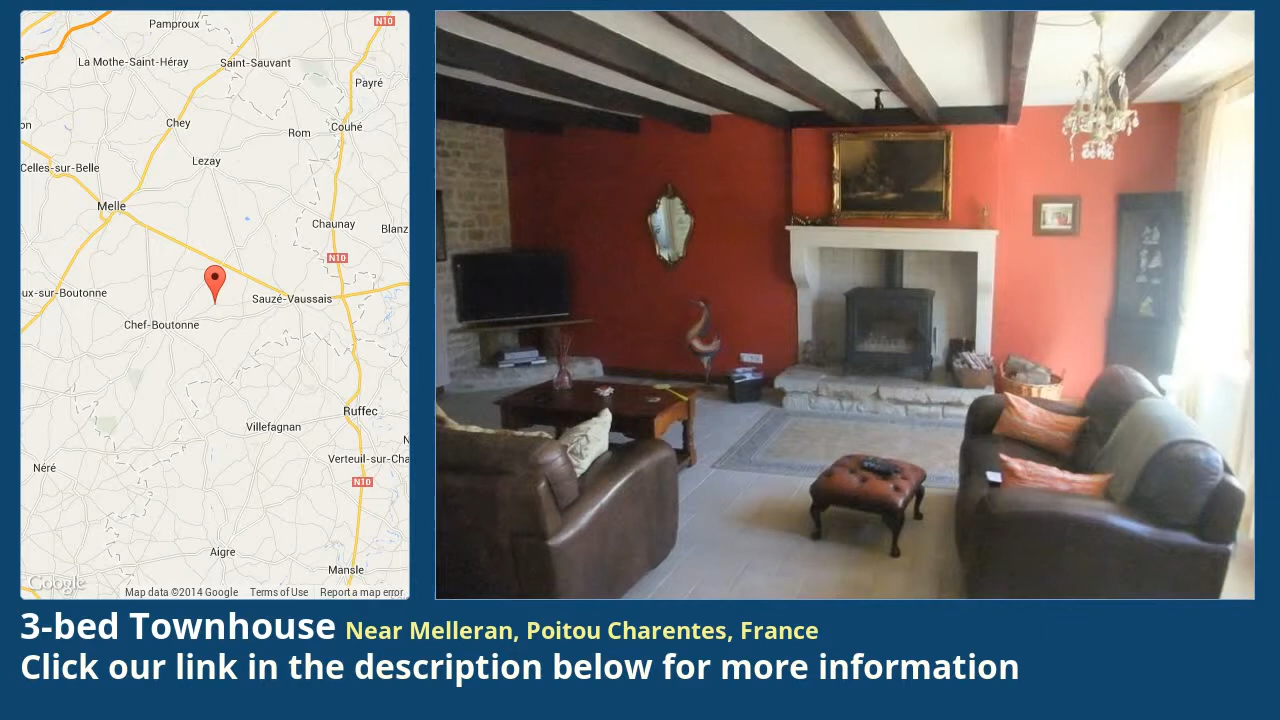 Pamproux
N10
La Mothe-Saint-Héray
Saint-Sauvant
Payré
Chey
Rom
Couhé
Lezay
Celles-sur-Belle
Melle
Chaunay
Blanz
N10
ux-sur-Boutonne
Sauzé-Vaussais
Chef-Boutonne
Ruffec
Villefagnan
Verteuil-sur-Cha
Néré
N10
Aigre
Mansle
Google
Map data ©2014 Google Terms of Use Report a map error
3-bed Townhouse Near Melleran, Poitou Charentes, France
Click our link in the description below for more information